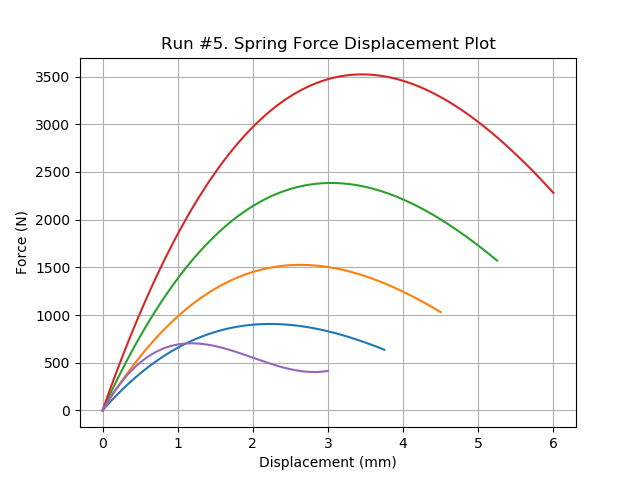 Run #5. Spring Force Displacement Plot
3500
3000
2500
2000
1500
1000
500
0
Force (N)
0 1 2 3 4 5 6
Displacement (mm)